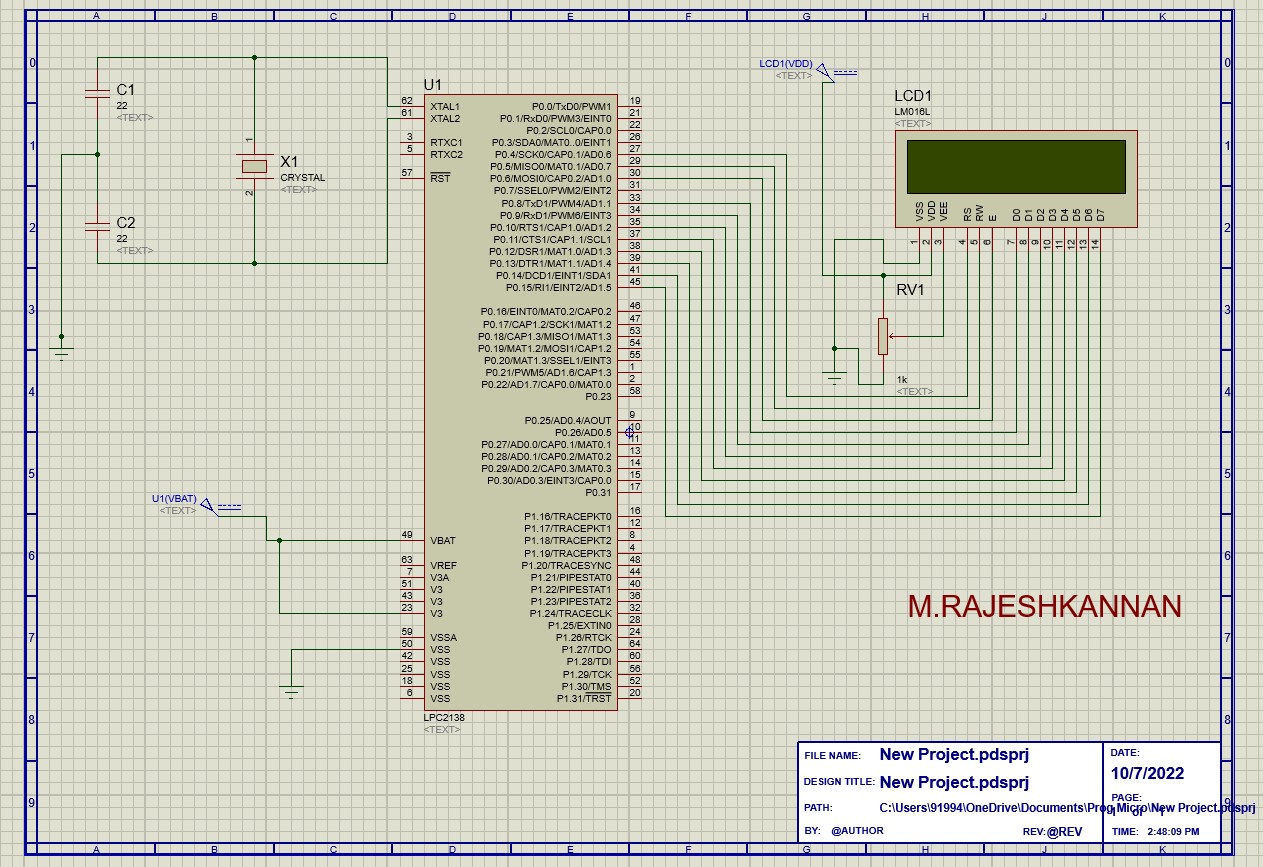 A B C D E F G H J K
0 0
LCD1(VDD)
<TEXT>
C1
22
<TEXT>
C2
22
<TEXT>
1
X1
CRYSTAL
<TEXT>
2
U1
62 XTAL1
61 XTAL2
3 RTXC1
5 RTXC2
57 RST
P0.0/TxD0/PWM1 19
P0.1/RxD0/PWM3/EINT0 21
P0.2/SCL0/CAP0.0 22
P0.3/SDA0/MAT0..0/EINT1 26
P0.4/SCK0/CAP0.1/AD0.6 27
P0.5/MISO0/MAT0.1/AD0.7 29
P0.6/MOSI0/CAP0.2/AD1.0 30
P0.7/SSEL0/PWM2/EINT2 31
P0.8/TxD1/PWM4/AD1.1 33
P0.9/RxD1/PWM6/EINT3 34
P0.10/RTS1/CAP1.0/AD1.2 35
P0.11/CTS1/CAP1.1/SCL1 37
P0.12/DSR1/MAT1.0/AD1.3 38
P0.13/DTR1/MAT1.1/AD1.4 39
P0.14/DCD1/EINT1/SDA1 41
P0.15/RI1/EINT2/AD1.5 45
P0.16/EINT0/MAT0.2/CAP0.2 46
P0.17/CAP1.2/SCK1/MAT1.2 47
P0.18/CAP1.3/MISO1/MAT1.3 53
P0.19/MAT1.2/MOSI1/CAP1.2 54
P0.20/MAT1.3/SSEL1/EINT3 55
P0.21/PWM5/AD1.6/CAP1.3 1
P0.22/AD1.7/CAP0.0/MAT0.0 2
P0.23 58
P0.25/AD0.4/AOUT 9
P0.26/AD0.5 10
P0.27/AD0.0/CAP0.1/MAT0.1 11
P0.28/AD0.1/CAP0.2/MAT0.2 13
P0.29/AD0.2/CAP0.3/MAT0.3 14
P0.30/AD0.3/EINT3/CAP0.0 15
P0.31 17
P1.16/TRACEPKT0 16
P1.17/TRACEPKT1 12
P1.18/TRACEPKT2 8
P1.19/TRACEPKT3 4
P1.20/TRACESYNC 48
P1.21/PIPESTAT0 44
P1.22/PIPESTAT1 40
P1.23/PIPESTAT2 36
P1.24/TRACECLK 32
P1.25/EXTIN0 28
P1.26/RTCK 24
P1.27/TDO 64
P1.28/TDI 60
P1.29/TCK 56
P1.30/TMS 52
P1.31/TRST 20
U1(VBAT)
<TEXT>
49 VBAT
63 VREF
7 V3A
51 V3
43 V3
23 V3
59 VSSA
50 VSS
42 VSS
25 VSS
18 VSS
6 VSS
LPC2138
<TEXT>
LCD1
LM016L
<TEXT>
VSS VDD VEE RS RW E D0 D1 D2 D3 D4 D5 D6 D7
1 2 3 4 5 6 7 8 9 10 11 12 13 14
RV1
1k
<TEXT>
1 1
2 2
3 3
4 4
5 5
6 6
7 7
8 8
9 9
M.RAJESHKANNAN
FILE NAME: New Project.pdsprj
DESIGN TITLE: New Project.pdsprj
PATH: C:\Users\91994\OneDrive\Documents\Prog Micro\New Project.pdsprj
BY: @AUTHOR REV:@REV
DATE:
10/7/2022
PAGE:
1 of 1
TIME: 2:48:09 PM
A B C D E F G H J K